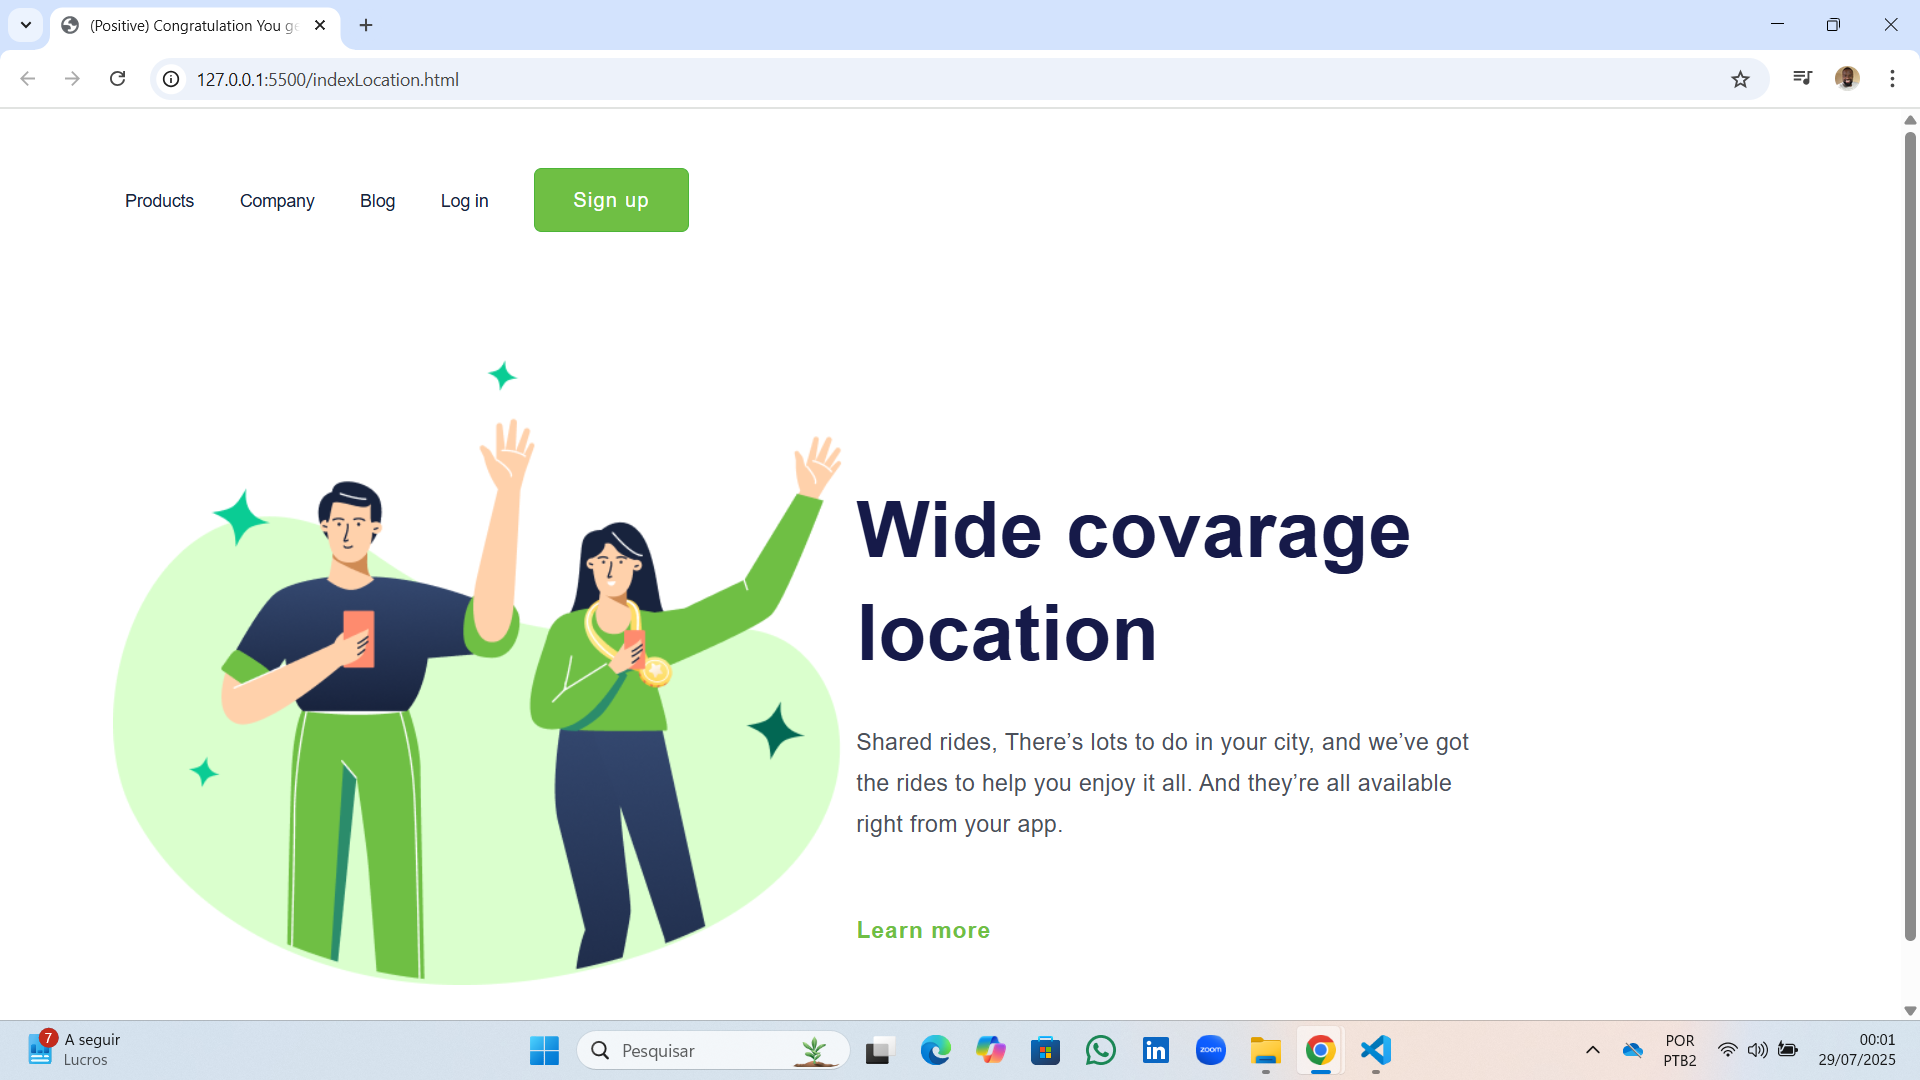 (Positive) Congratulation You ge
127.0.0.1:5500/indexLocation.html
Products
Company
Blog
Log in
Sign up
Wide covarage
location
Shared rides, There’s lots to do in your city, and we’ve got
the rides to help you enjoy it all. And they’re all available
right from your app.
Learn more
7
A seguir
Lucros
Pesquisar
zoom
in
POR
PTB2
00:01
29/07/2025